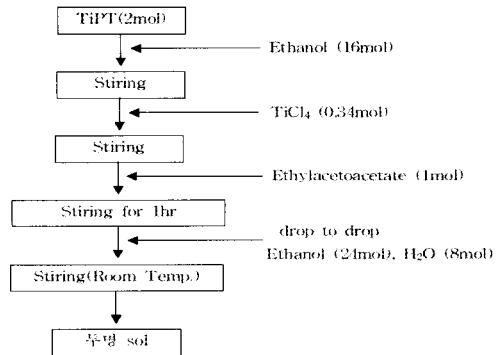 TiPT(2mol)
Ethanol (16mol)
Stiring
TiCl₄ (0.34mol)
Stiring
Ethylacetoacetate (1mol)
Stiring for 1hr
drop to drop
Ethanol (24mol), H₂O (8mol)
Stiring(Room Temp.)
투명 sol